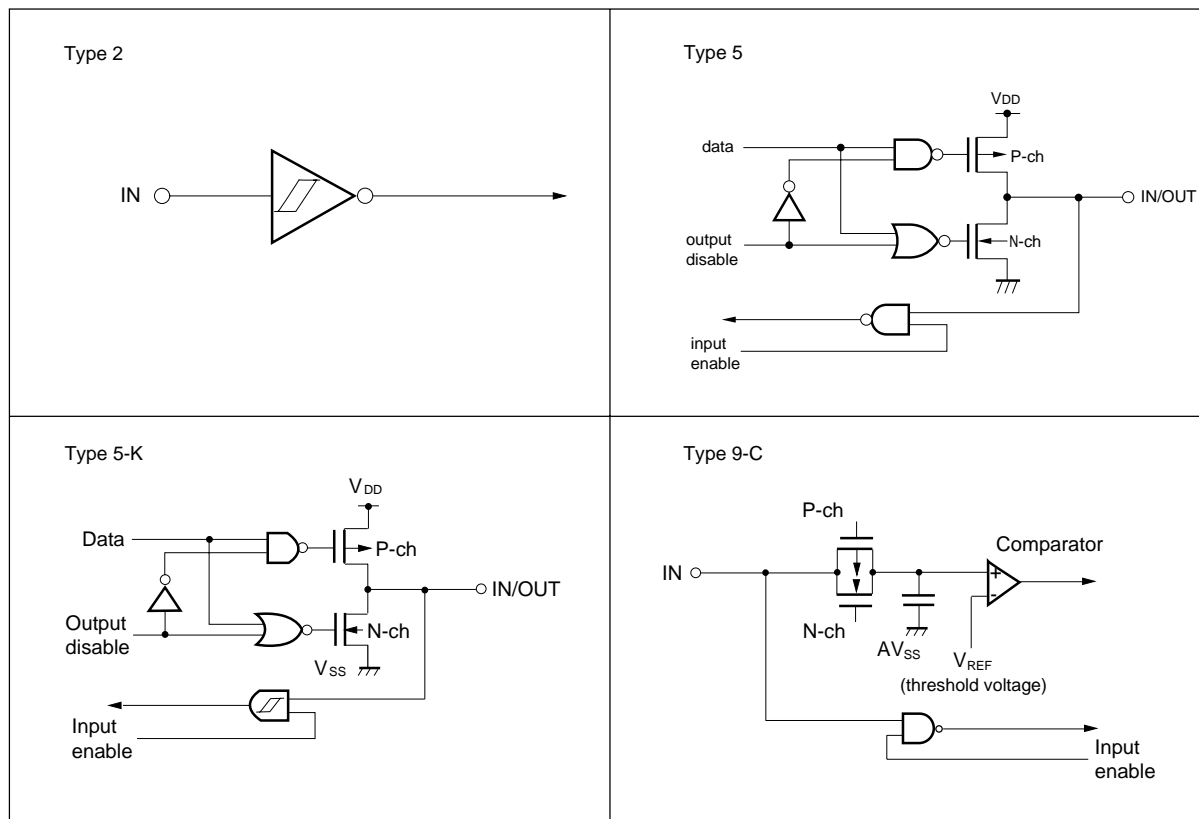 Type 2
IN
Type 5
VDD
data
P-ch
IN/OUT
output
disable
N-ch
input
enable
Type 5-K
VDD
Data
P-ch
IN/OUT
Output
disable
N-ch
VSS
Input
enable
Type 9-C
P-ch
Comparator
IN
+
-
N-ch
AVSS
VREF
(threshold voltage)
Input
enable